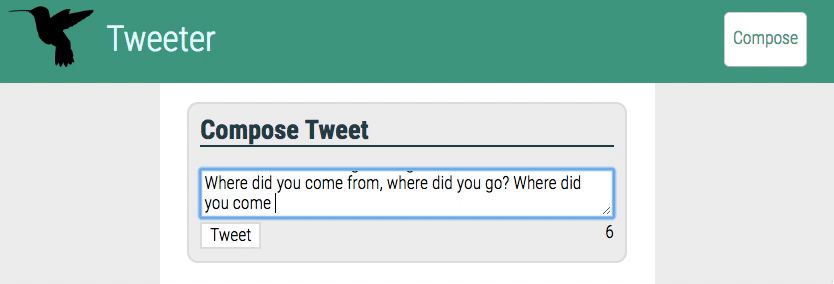 Tweeter
Compose
Compose Tweet
Where did you come from, where did you go? Where did
you come
Tweet
6